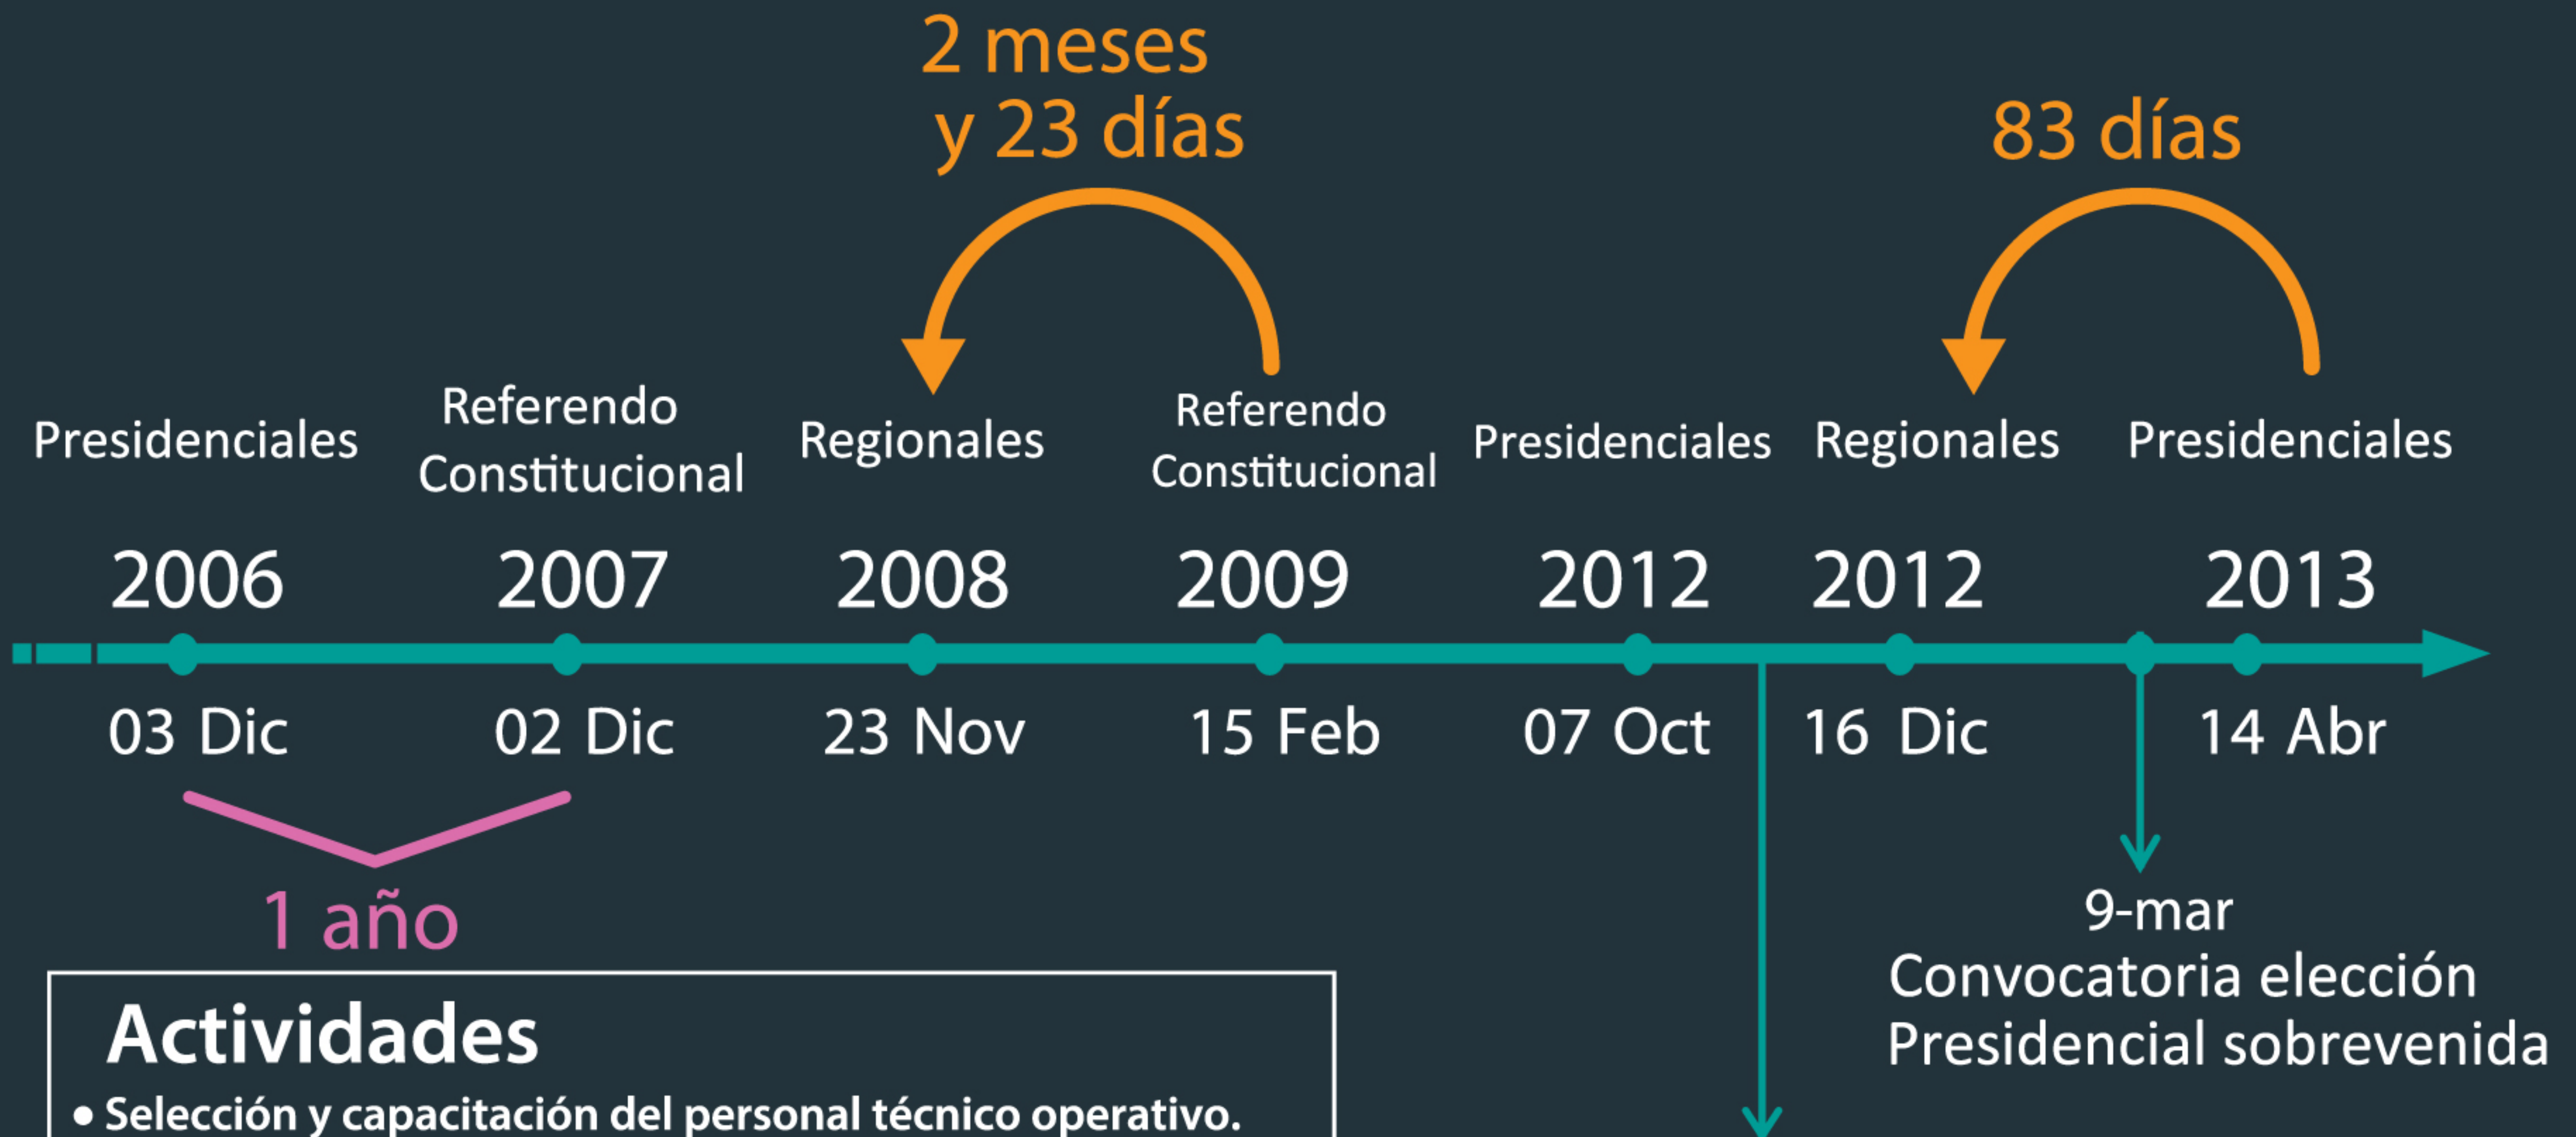 2 meses
y 23 días
83 días
Presidenciales
Referendo
Constitucional
Regionales
Referendo
Constitucional
Presidenciales
Regionales
Presidenciales
2006
2007
2008
2009
2012
2012
2013
03 Dic
02 Dic
23 Nov
15 Feb
07 Oct
16 Dic
14 Abr
1 año
9-mar
Convocatoria elección
Presidencial sobrevenida
Actividades
• Selección y capacitación del personal técnico operativo.